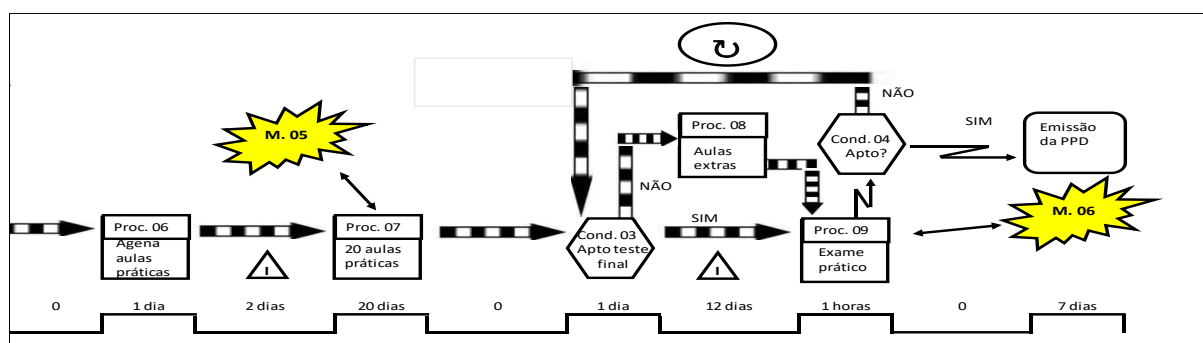 NÃO
M. 05
Proc. 08
Aulas
extras
Cond. 04
Apto?
SIM
Emissão
da PPD
NÃO
M. 06
Proc. 06
Agena
aulas
práticas
I
Proc. 07
20 aulas
práticas
Cond. 03
Apto teste
final
SIM
I
Proc. 09
Exame
prático
0
1 dia
2 dias
20 dias
0
1 dia
12 dias
1 horas
0
7 dias